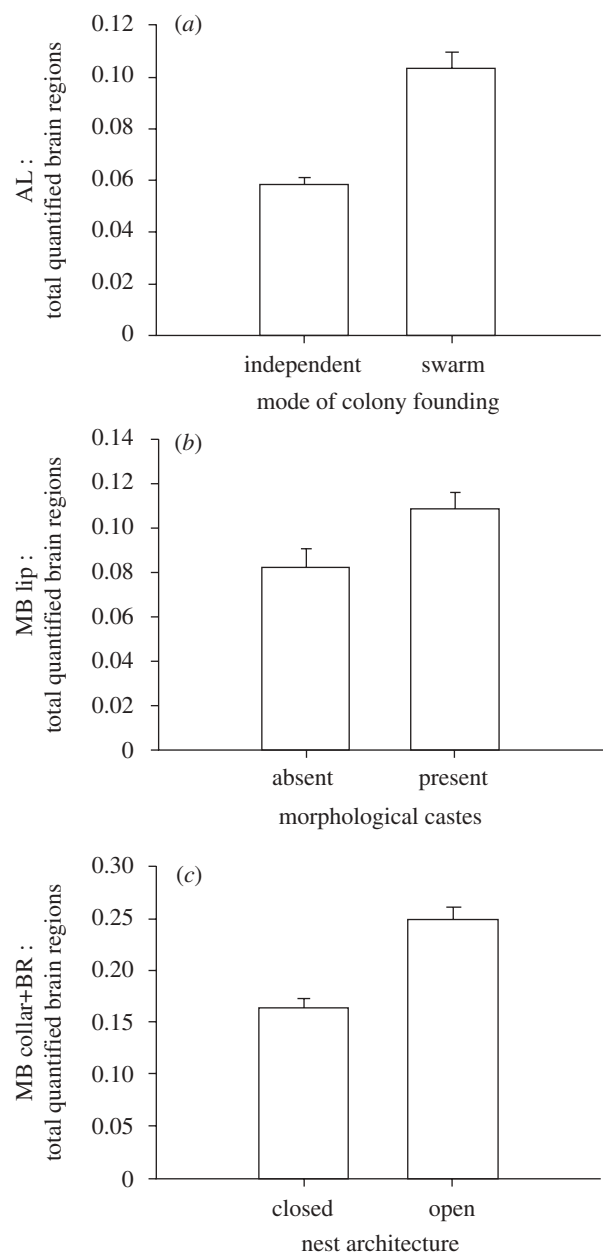 (a)
0.12
0.10
0.08
0.06
0.04
0.02
0
AL :
total quantified brain regions
independent swarm
mode of colony founding
(b)
0.14
0.12
0.10
0.08
0.06
0.04
0.02
0
MB lip :
total quantified brain regions
absent present
morphological castes
(c)
0.30
0.25
0.20
0.15
0.10
0.05
0
MB collar+BR :
total quantified brain regions
closed open
nest architecture